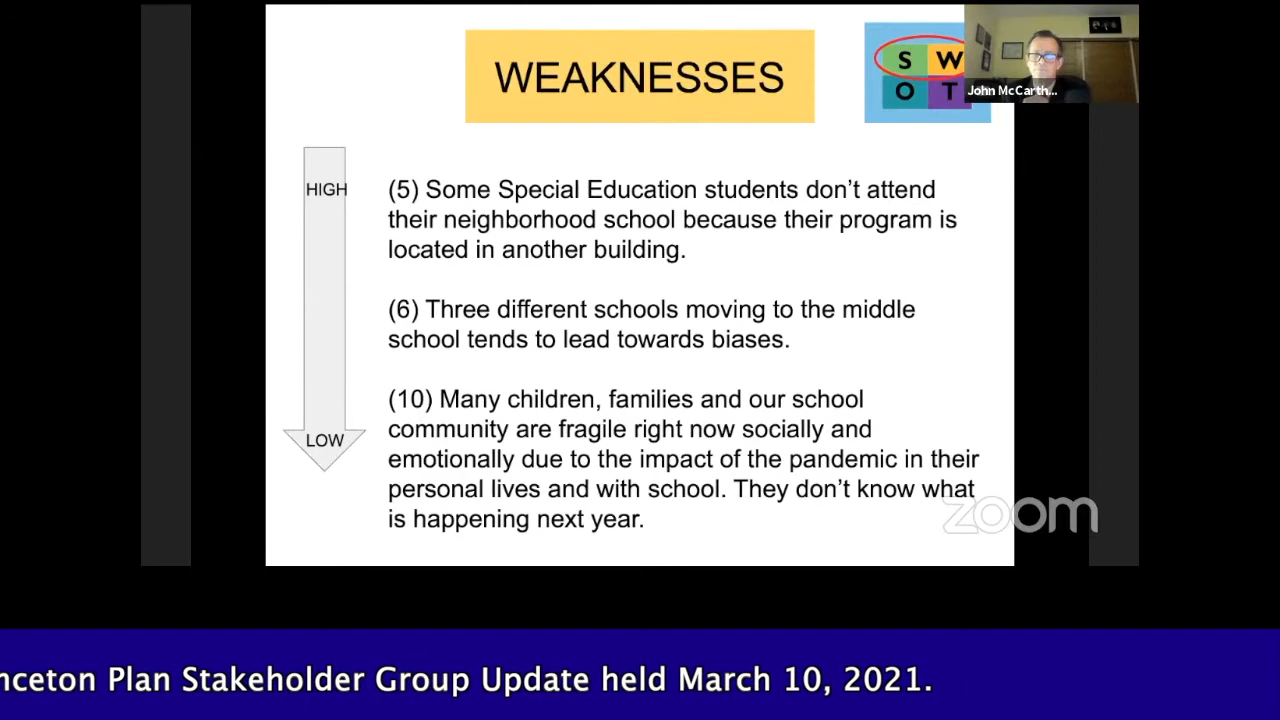 WEAKNESSES
S W
O T
John McCarth...
HIGH
(5) Some Special Education students don’t attend
their neighborhood school because their program is
located in another building.
(6) Three different schools moving to the middle
school tends to lead towards biases.
(10) Many children, families and our school
community are fragile right now socially and
LOW
emotionally due to the impact of the pandemic in their
personal lives and with school. They don’t know what
is happening next year.
zoom
nceton Plan Stakeholder Group Update held March 10, 2021.